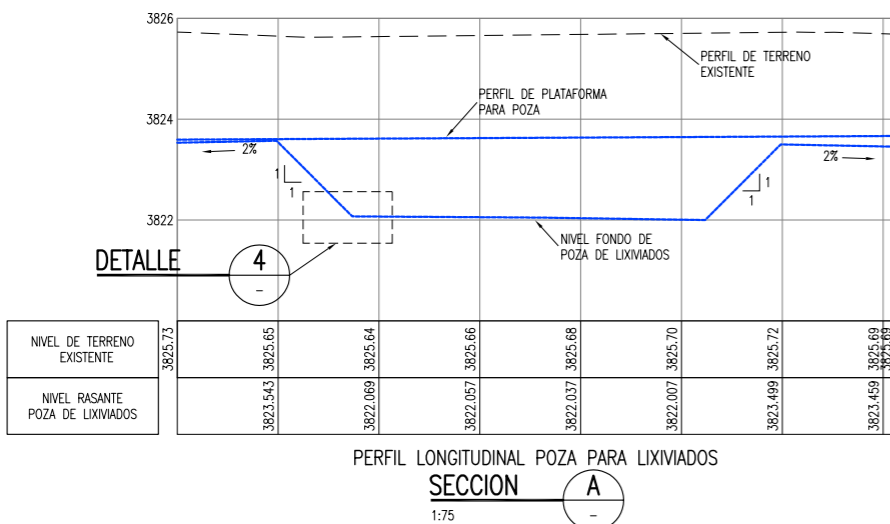 3826
PERFIL DE TERRENO
EXISTENTE
PERFIL DE PLATAFORMA
PARA POZA
3824
2%
2%
1
1
1
1
3822
NIVEL FONDO DE
POZA DE LIXIVIADOS
DETALLE
4
-
NIVEL DE TERRENO
EXISTENTE
3825.73
3825.65
3825.64
3825.66
3825.68
3825.70
3825.72
3825.69
3825.69
NIVEL RASANTE
POZA DE LIXIVIADOS
3823.543
3822.069
3822.057
3822.037
3822.007
3823.499
3823.459
PERFIL LONGITUDINAL POZA PARA LIXIVIADOS
SECCION
A
-
1:75